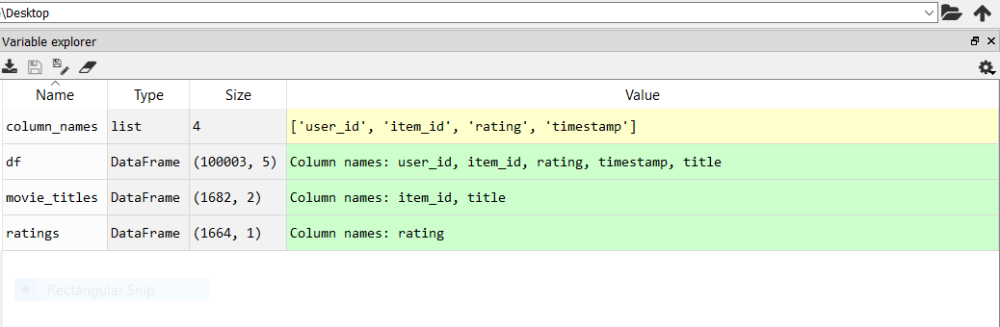 \Desktop
Variable explorer
Name Type Size Value
column_names list 4 ['user_id', 'item_id', 'rating', 'timestamp']
df DataFrame (100003, 5) Column names: user_id, item_id, rating, timestamp, title
movie_titles DataFrame (1682, 2) Column names: item_id, title
ratings DataFrame (1664, 1) Column names: rating
Rectangular Snip